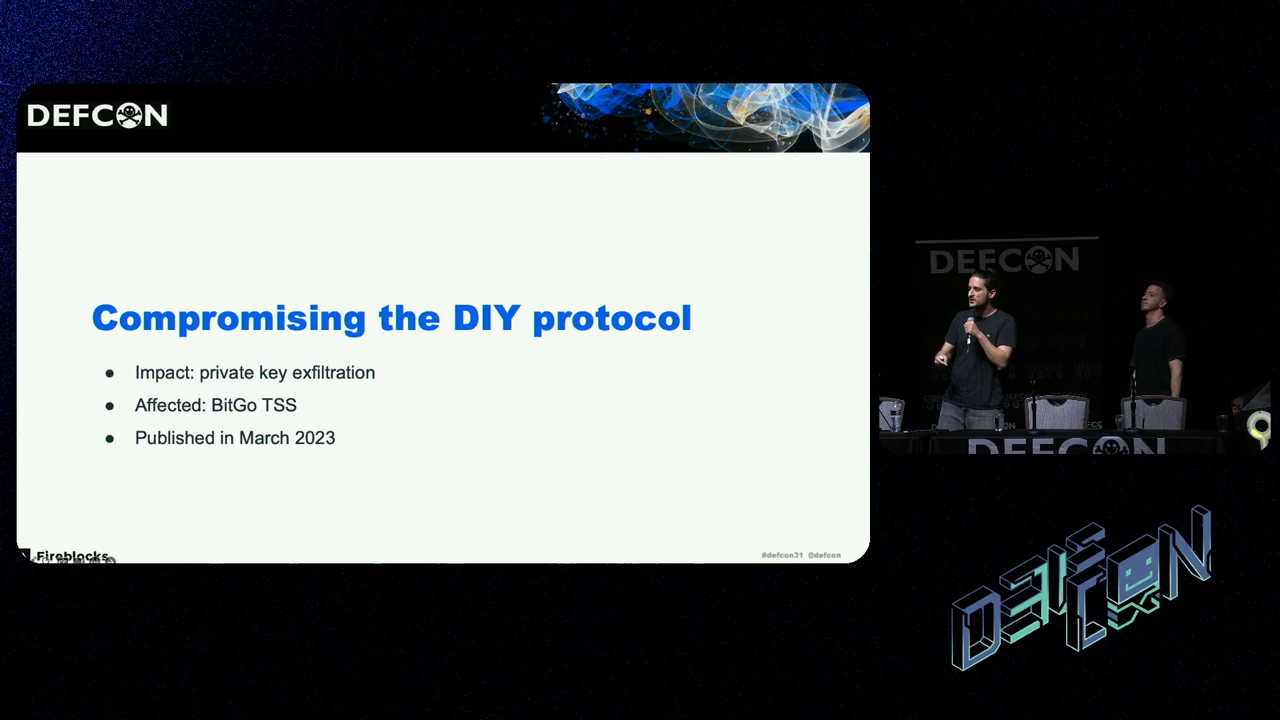 DEFCON
Compromising the DIY protocol
● Impact: private key exfiltration
● Affected: BitGo TSS
● Published in March 2023
Fireblocks
#defcon31 @defcon
DEFCON
DEFCON
DEFCON